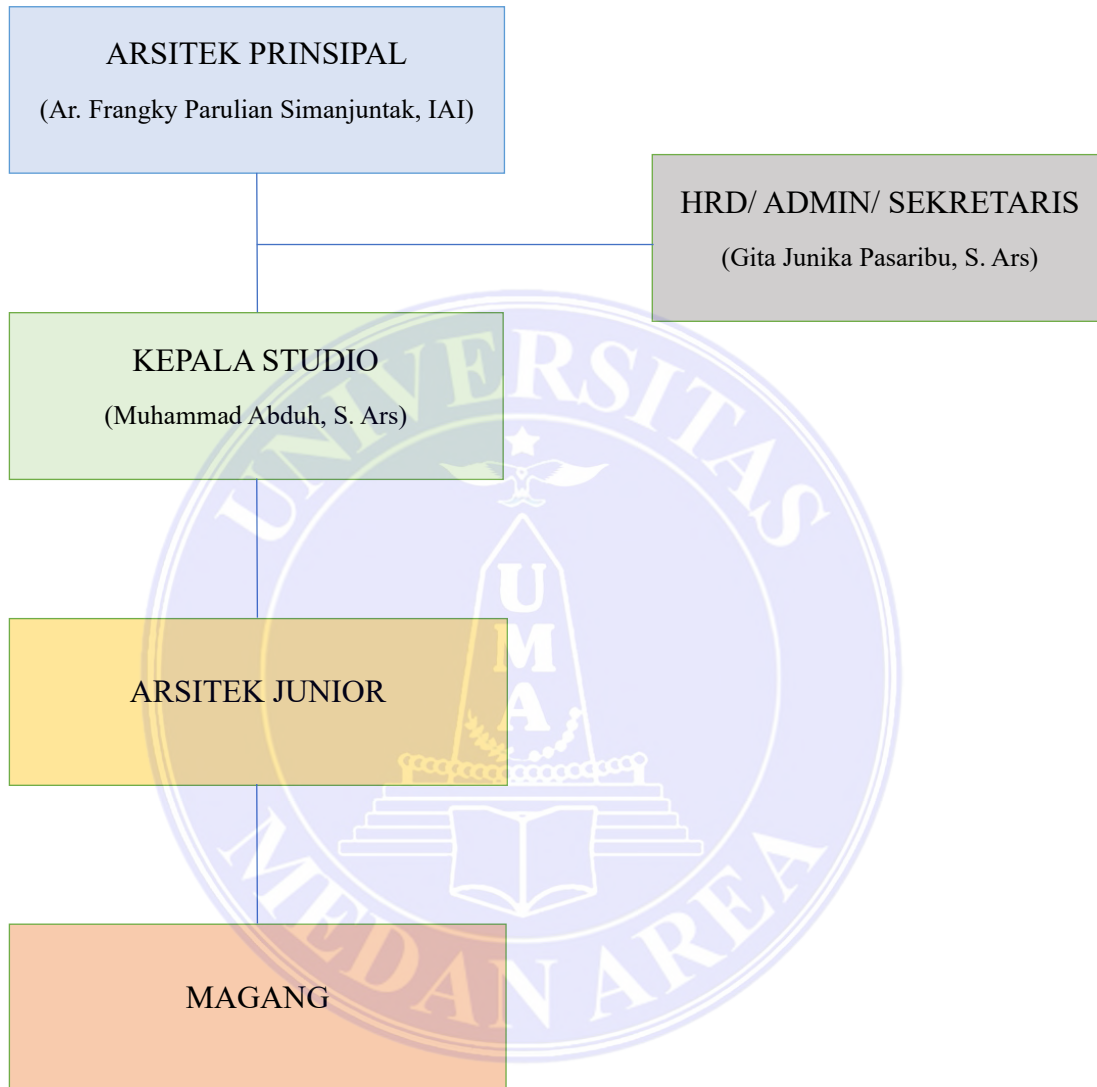 ARSITEK PRINSIPAL
(Ar. Frangky Parulian Simanjuntak, IAI)
HRD/ ADMIN/ SEKRETARIS
(Gita Junika Pasaribu, S. Ars)
KEPALA STUDIO
(Muhammad Abduh, S. Ars)
ARSITEK JUNIOR
MAGANG
UNIVERSITAS
UMA
MEDAN AREA